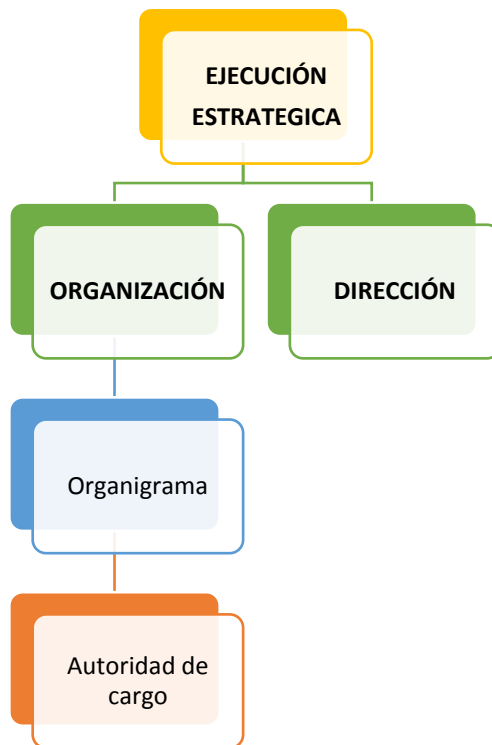 EJECUCIÓN
ESTRATEGICA
ORGANIZACIÓN
DIRECCIÓN
Organigrama
Autoridad de
cargo